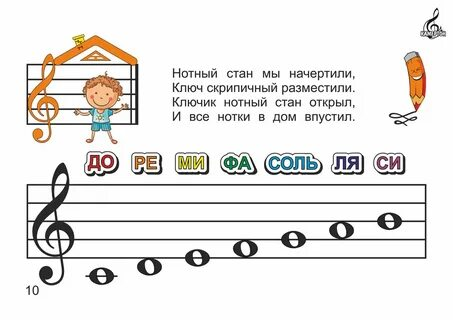 КАМЕРТОН
Нотный стан мы начертили,
Ключ скрипичный разместили.
Ключик нотный стан открыл,
И все нотки в дом впустил.
ДО РЕ МИ ФА СОЛЬ ЛЯ СИ
10